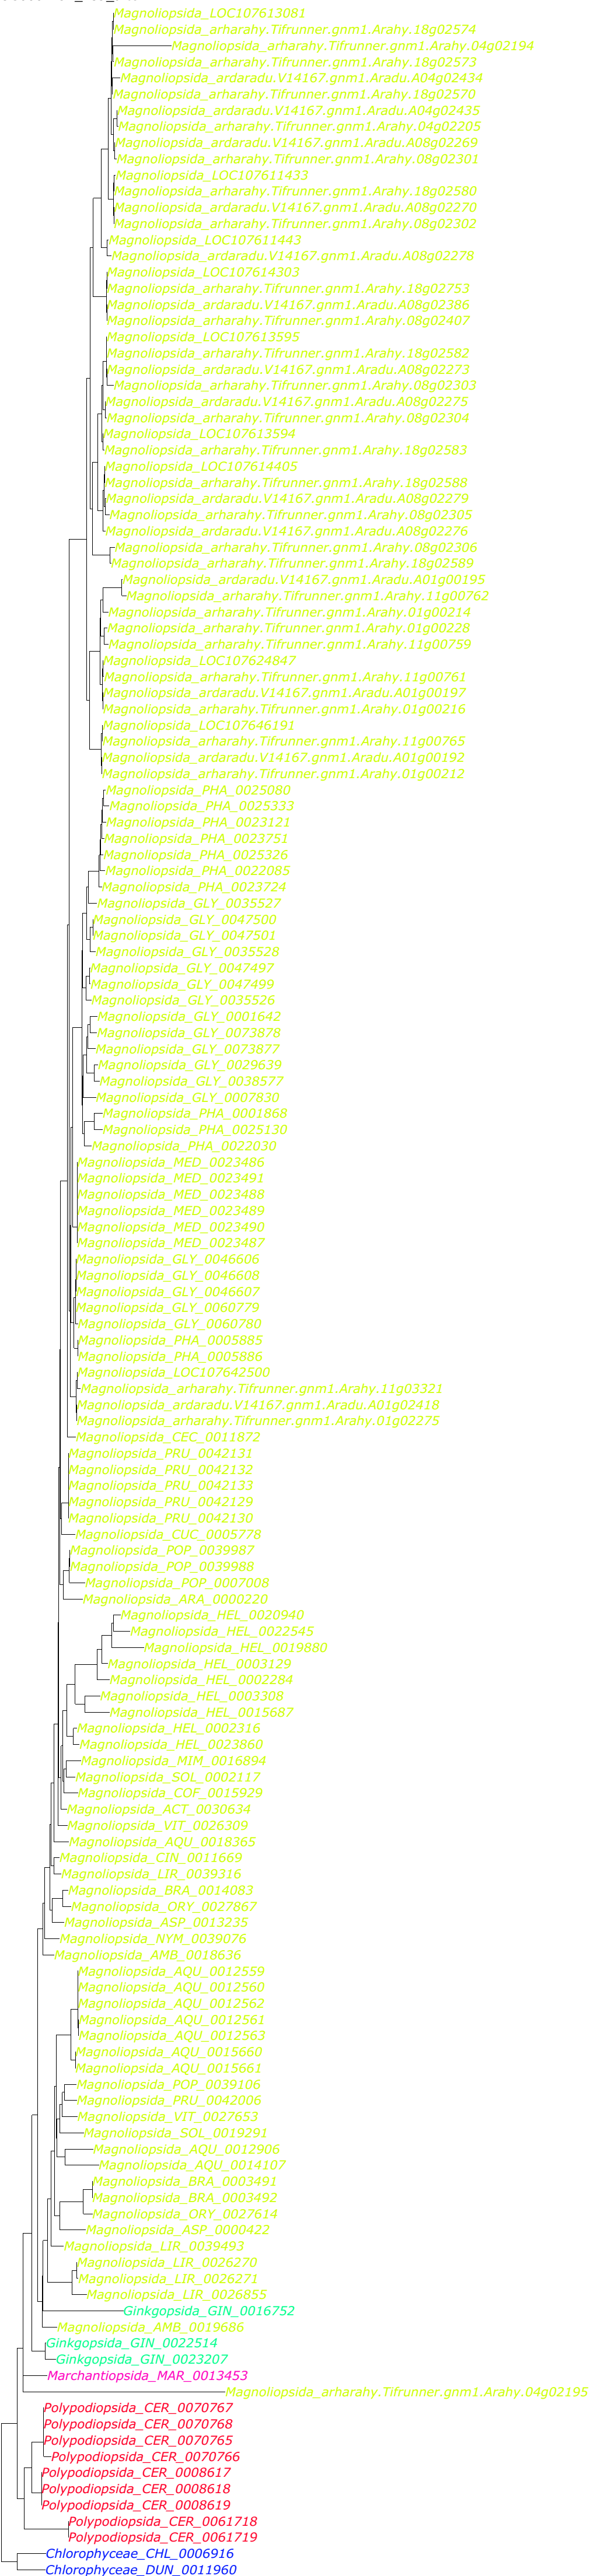 Magnoliopsida_LOC107613081
Magnoliopsida_arharahy.Tifrunner.gnm1.Arahy.18g02574
Magnoliopsida_arharahy.Tifrunner.gnm1.Arahy.04g02194
Magnoliopsida_arharahy.Tifrunner.gnm1.Arahy.18g02573
Magnoliopsida_ardaradu.V14167.gnm1.Aradu.A04g02434
Magnoliopsida_arharahy.Tifrunner.gnm1.Arahy.18g02570
Magnoliopsida_ardaradu.V14167.gnm1.Aradu.A04g02435
Magnoliopsida_arharahy.Tifrunner.gnm1.Arahy.04g02205
Magnoliopsida_ardaradu.V14167.gnm1.Aradu.A08g02269
Magnoliopsida_arharahy.Tifrunner.gnm1.Arahy.08g02301
Magnoliopsida_LOC107611433
Magnoliopsida_arharahy.Tifrunner.gnm1.Arahy.18g02580
Magnoliopsida_ardaradu.V14167.gnm1.Aradu.A08g02270
Magnoliopsida_arharahy.Tifrunner.gnm1.Arahy.08g02302
Magnoliopsida_LOC107611443
Magnoliopsida_ardaradu.V14167.gnm1.Aradu.A08g02278
Magnoliopsida_LOC107614303
Magnoliopsida_arharahy.Tifrunner.gnm1.Arahy.18g02753
Magnoliopsida_ardaradu.V14167.gnm1.Aradu.A08g02386
Magnoliopsida_arharahy.Tifrunner.gnm1.Arahy.08g02407
Magnoliopsida_LOC107613595
Magnoliopsida_arharahy.Tifrunner.gnm1.Arahy.18g02582
Magnoliopsida_ardaradu.V14167.gnm1.Aradu.A08g02273
Magnoliopsida_arharahy.Tifrunner.gnm1.Arahy.08g02303
Magnoliopsida_ardaradu.V14167.gnm1.Aradu.A08g02275
Magnoliopsida_arharahy.Tifrunner.gnm1.Arahy.08g02304
Magnoliopsida_LOC107613594
Magnoliopsida_arharahy.Tifrunner.gnm1.Arahy.18g02583
Magnoliopsida_LOC107614405
Magnoliopsida_arharahy.Tifrunner.gnm1.Arahy.18g02588
Magnoliopsida_ardaradu.V14167.gnm1.Aradu.A08g02279
Magnoliopsida_arharahy.Tifrunner.gnm1.Arahy.08g02305
Magnoliopsida_ardaradu.V14167.gnm1.Aradu.A08g02276
Magnoliopsida_arharahy.Tifrunner.gnm1.Arahy.08g02306
Magnoliopsida_arharahy.Tifrunner.gnm1.Arahy.18g02589
Magnoliopsida_ardaradu.V14167.gnm1.Aradu.A01g00195
Magnoliopsida_arharahy.Tifrunner.gnm1.Arahy.11g00762
Magnoliopsida_arharahy.Tifrunner.gnm1.Arahy.01g00214
Magnoliopsida_arharahy.Tifrunner.gnm1.Arahy.01g00228
Magnoliopsida_arharahy.Tifrunner.gnm1.Arahy.11g00759
Magnoliopsida_LOC107624847
Magnoliopsida_arharahy.Tifrunner.gnm1.Arahy.11g00761
Magnoliopsida_ardaradu.V14167.gnm1.Aradu.A01g00197
Magnoliopsida_arharahy.Tifrunner.gnm1.Arahy.01g00216
Magnoliopsida_LOC107646191
Magnoliopsida_arharahy.Tifrunner.gnm1.Arahy.11g00765
Magnoliopsida_ardaradu.V14167.gnm1.Aradu.A01g00192
Magnoliopsida_arharahy.Tifrunner.gnm1.Arahy.01g00212
Magnoliopsida_PHA_0025080
Magnoliopsida_PHA_0025333
Magnoliopsida_PHA_0023121
Magnoliopsida_PHA_0023751
Magnoliopsida_PHA_0025326
Magnoliopsida_PHA_0022085
Magnoliopsida_PHA_0023724
Magnoliopsida_GLY_0035527
Magnoliopsida_GLY_0047500
Magnoliopsida_GLY_0047501
Magnoliopsida_GLY_0035528
Magnoliopsida_GLY_0047497
Magnoliopsida_GLY_0047499
Magnoliopsida_GLY_0035526
Magnoliopsida_GLY_0001642
Magnoliopsida_GLY_0073878
Magnoliopsida_GLY_0073877
Magnoliopsida_GLY_0029639
Magnoliopsida_GLY_0038577
Magnoliopsida_GLY_0007830
Magnoliopsida_PHA_0001868
Magnoliopsida_PHA_0025130
Magnoliopsida_PHA_0022030
Magnoliopsida_MED_0023486
Magnoliopsida_MED_0023491
Magnoliopsida_MED_0023488
Magnoliopsida_MED_0023489
Magnoliopsida_MED_0023490
Magnoliopsida_MED_0023487
Magnoliopsida_GLY_0046606
Magnoliopsida_GLY_0046608
Magnoliopsida_GLY_0046607
Magnoliopsida_GLY_0060779
Magnoliopsida_GLY_0060780
Magnoliopsida_PHA_0005885
Magnoliopsida_PHA_0005886
Magnoliopsida_LOC107642500
Magnoliopsida_arharahy.Tifrunner.gnm1.Arahy.11g03321
Magnoliopsida_ardaradu.V14167.gnm1.Aradu.A01g02418
Magnoliopsida_arharahy.Tifrunner.gnm1.Arahy.01g02275
Magnoliopsida_CEC_0011872
Magnoliopsida_PRU_0042131
Magnoliopsida_PRU_0042132
Magnoliopsida_PRU_0042133
Magnoliopsida_PRU_0042129
Magnoliopsida_PRU_0042130
Magnoliopsida_CUC_0005778
Magnoliopsida_POP_0039987
Magnoliopsida_POP_0039988
Magnoliopsida_POP_0007008
Magnoliopsida_ARA_0000220
Magnoliopsida_HEL_0020940
Magnoliopsida_HEL_0022545
Magnoliopsida_HEL_0019880
Magnoliopsida_HEL_0003129
Magnoliopsida_HEL_0002284
Magnoliopsida_HEL_0003308
Magnoliopsida_HEL_0015687
Magnoliopsida_HEL_0002316
Magnoliopsida_HEL_0023860
Magnoliopsida_MIM_0016894
Magnoliopsida_SOL_0002117
Magnoliopsida_COF_0015929
Magnoliopsida_ACT_0030634
Magnoliopsida_VIT_0026309
Magnoliopsida_AQU_0018365
Magnoliopsida_CIN_0011669
Magnoliopsida_LIR_0039316
Magnoliopsida_BRA_0014083
Magnoliopsida_ORY_0027867
Magnoliopsida_ASP_0013235
Magnoliopsida_NYM_0039076
Magnoliopsida_AMB_0018636
Magnoliopsida_AQU_0012559
Magnoliopsida_AQU_0012560
Magnoliopsida_AQU_0012562
Magnoliopsida_AQU_0012561
Magnoliopsida_AQU_0012563
Magnoliopsida_AQU_0015660
Magnoliopsida_AQU_0015661
Magnoliopsida_POP_0039106
Magnoliopsida_PRU_0042006
Magnoliopsida_VIT_0027653
Magnoliopsida_SOL_0019291
Magnoliopsida_AQU_0012906
Magnoliopsida_AQU_0014107
Magnoliopsida_BRA_0003491
Magnoliopsida_BRA_0003492
Magnoliopsida_ORY_0027614
Magnoliopsida_ASP_0000422
Magnoliopsida_LIR_0039493
Magnoliopsida_LIR_0026270
Magnoliopsida_LIR_0026271
Magnoliopsida_LIR_0026855
Ginkgopsida_GIN_0016752
Magnoliopsida_AMB_0019686
Ginkgopsida_GIN_0022514
Ginkgopsida_GIN_0023207
Marchantiopsida_MAR_0013453
Magnoliopsida_arharahy.Tifrunner.gnm1.Arahy.04g02195
Polypodiopsida_CER_0070767
Polypodiopsida_CER_0070768
Polypodiopsida_CER_0070765
Polypodiopsida_CER_0070766
Polypodiopsida_CER_0008617
Polypodiopsida_CER_0008618
Polypodiopsida_CER_0008619
Polypodiopsida_CER_0061718
Polypodiopsida_CER_0061719
Chlorophyceae_CHL_0006916
Chlorophyceae_DUN_0011960